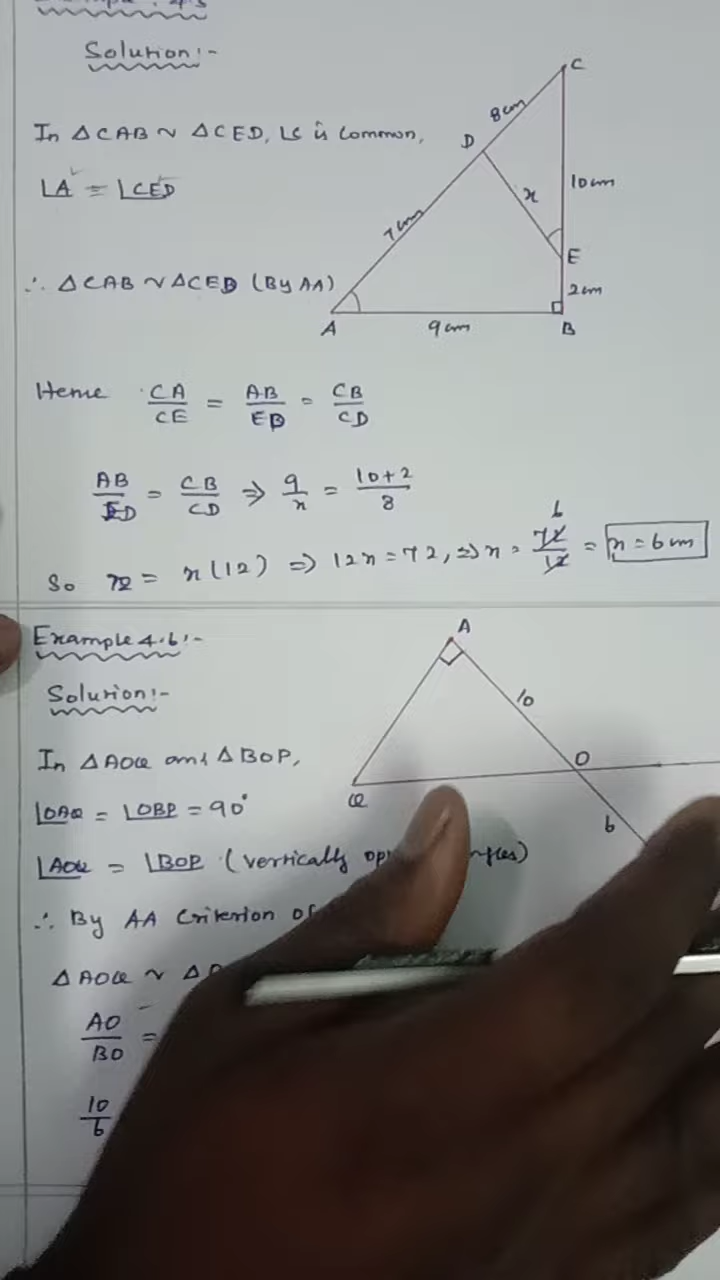 Solution:-
In △CAB ~ △CED, ∠C is common,
∠A = ∠CED
∴ △CAB ~ △CED (By AA)
C
8cm
D
10cm
x
7cm
E
2cm
A
9cm
B
Hence CA/CE = AB/ED = CB/CD
AB/ED = CB/CD ⇒ 9/x = 10+2/8
So 72 = x(12) ⇒ 12x = 72, ⇒ x = 72/12 = x = 6cm
6
Example 4.6:-
Solution:-
A
10
O
Q
6
In △AOQ and △BOP,
∠OAQ = ∠OBP = 90°
∠AOQ = ∠BOP (vertically
∴ By AA Criterion of
△AOQ ~ △
AO/BO =
10/6